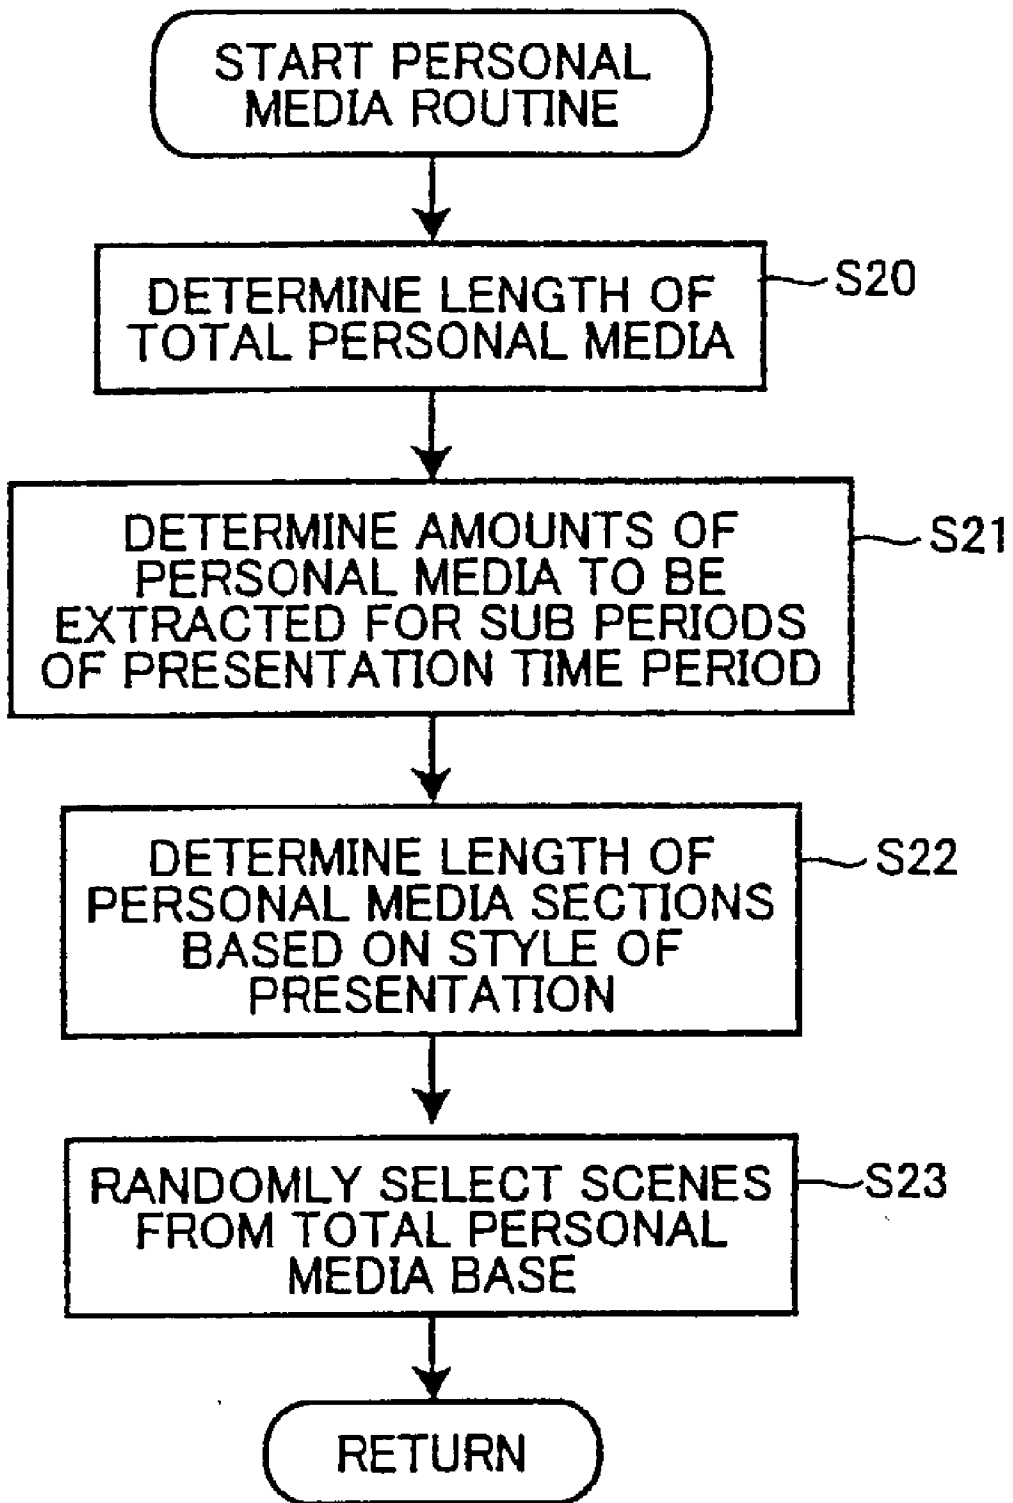 START PERSONAL
MEDIA ROUTINE
DETERMINE LENGTH OF
TOTAL PERSONAL MEDIA
S20
DETERMINE AMOUNTS OF
PERSONAL MEDIA TO BE
EXTRACTED FOR SUB PERIODS
OF PRESENTATION TIME PERIOD
S21
DETERMINE LENGTH OF
PERSONAL MEDIA SECTIONS
BASED ON STYLE OF
PRESENTATION
S22
RANDOMLY SELECT SCENES
FROM TOTAL PERSONAL
MEDIA BASE
S23
RETURN